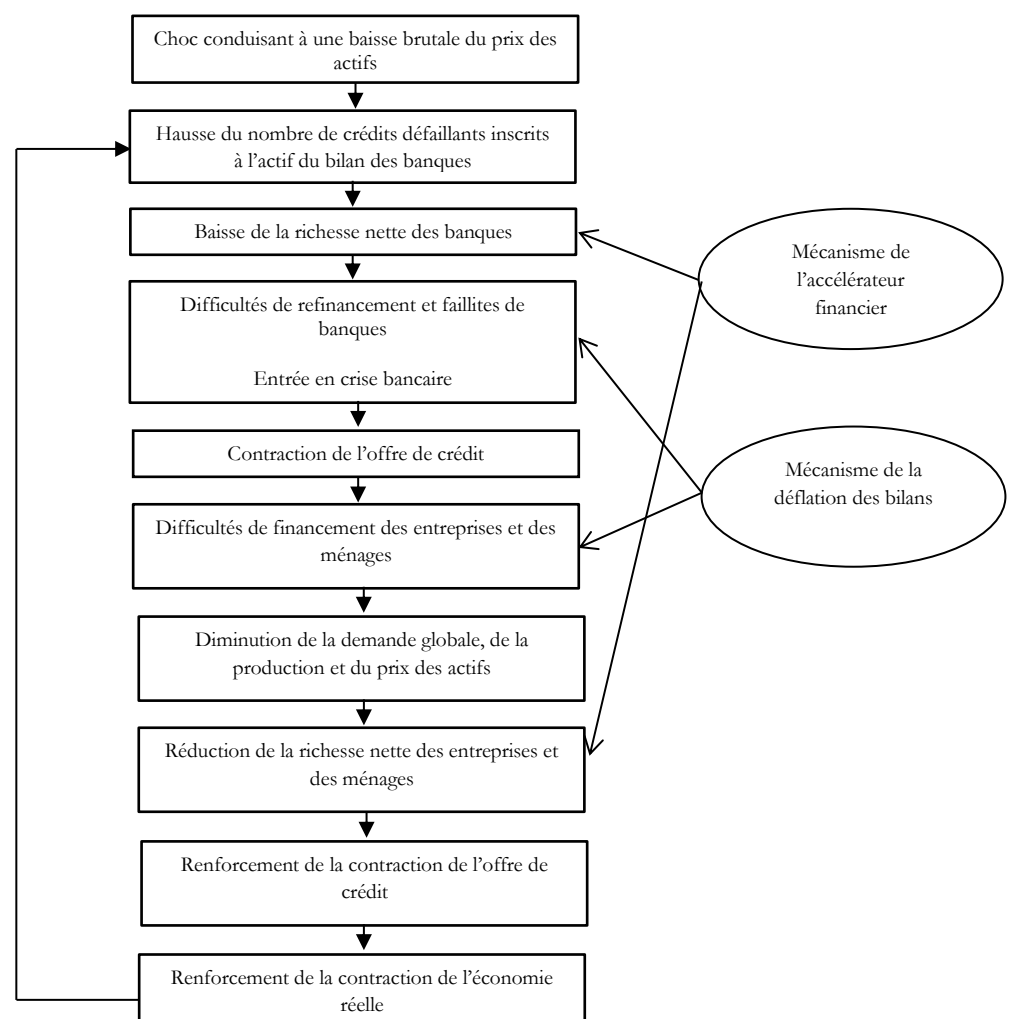 Choc conduisant à une baisse brutale du prix des
actifs
Hausse du nombre de crédits défaillants inscrits
à l’actif du bilan des banques
Baisse de la richesse nette des banques
Difficultés de refinancement et faillites de
banques
Entrée en crise bancaire
Contraction de l’offre de crédit
Difficultés de financement des entreprises et des
ménages
Diminution de la demande globale, de la
production et du prix des actifs
Réduction de la richesse nette des entreprises et
des ménages
Renforcement de la contraction de l’offre de
crédit
Renforcement de la contraction de l’économie
réelle
Mécanisme de
l’accélérateur
financier
Mécanisme de la
déflation des bilans